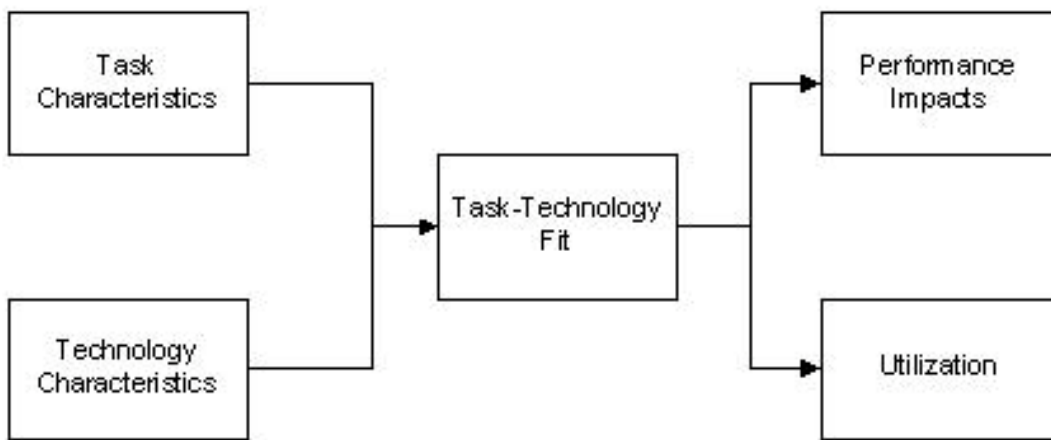 Task
Characteristics
Performance
Impacts
Task-Technology
Fit
Technology
Characteristics
Utilization